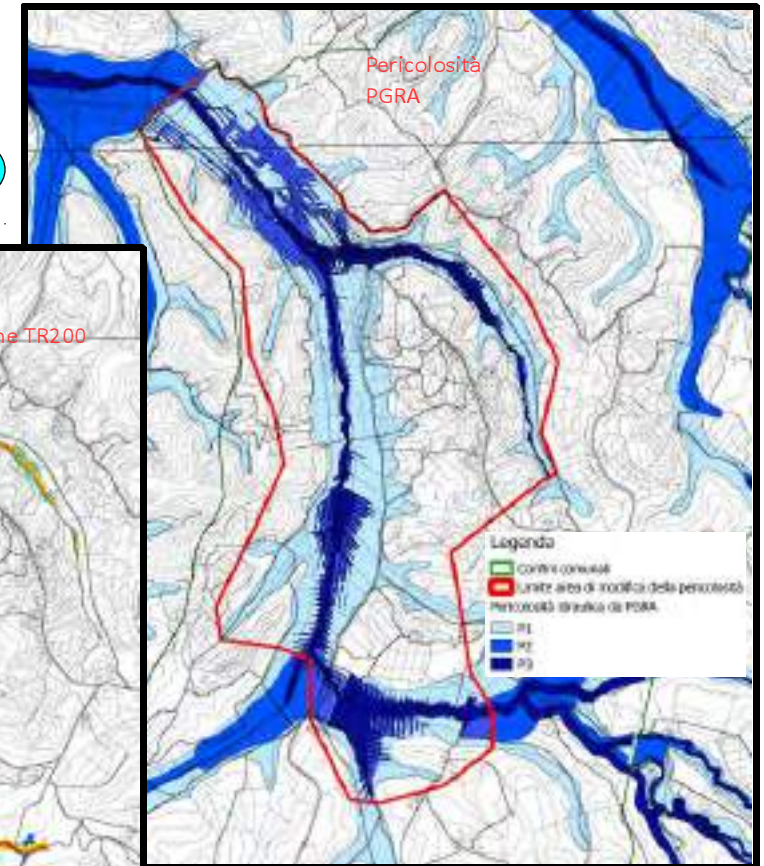 Pericolosità
PGRA
ne TR200
Legenda
Confini comunali
Limite area di modifica della pericolosità
Pericolosità idraulica da PGRA
P1
P2
P3